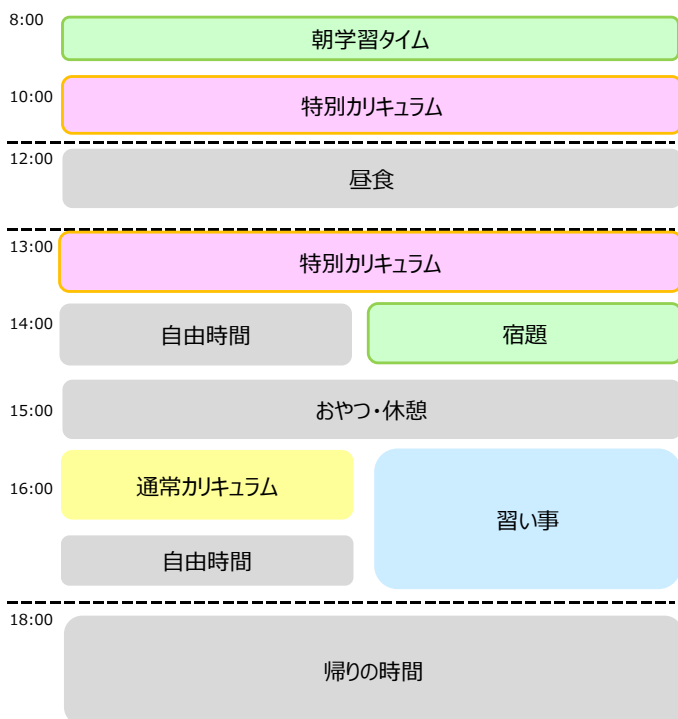 8:00
朝学習タイム
10:00
特別カリキュラム
12:00
昼食
13:00
特別カリキュラム
14:00
自由時間
宿題
15:00
おやつ・休憩
16:00
通常カリキュラム
習い事
自由時間
18:00
帰りの時間